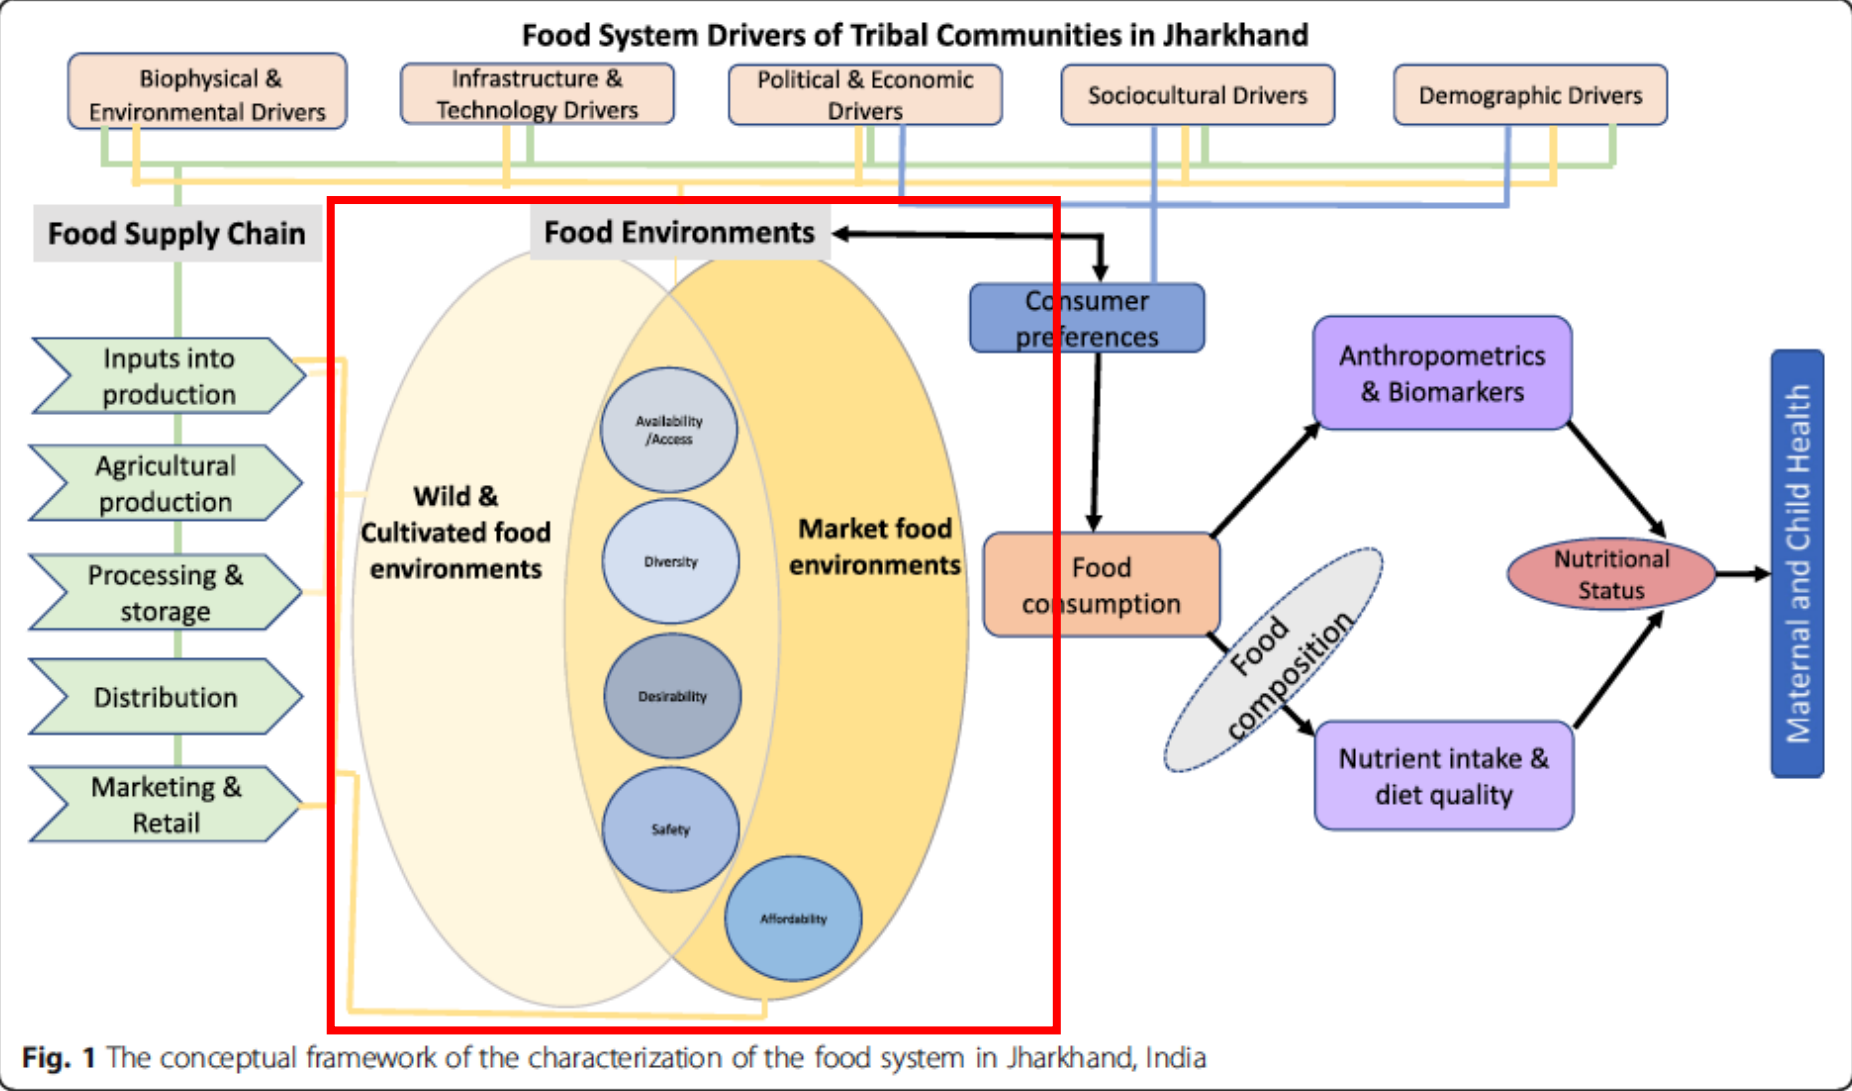 Food System Drivers of Tribal Communities in Jharkhand
Biophysical &
Environmental Drivers
Infrastructure &
Technology Drivers
Political & Economic
Drivers
Sociocultural Drivers
Demographic Drivers
Food Supply Chain
Food Environments
Inputs into
production
Agricultural
production
Processing &
storage
Distribution
Marketing &
Retail
Wild &
Cultivated food
environments
Availability
/Access
Diversity
Desirability
Safety
Affordability
Market food
environments
Consumer
preferences
Food
consumption
Food
composition
Anthropometrics
& Biomarkers
Nutrient intake &
diet quality
Nutritional
Status
Maternal and Child Health
Fig. 1 The conceptual framework of the characterization of the food system in Jharkhand, India